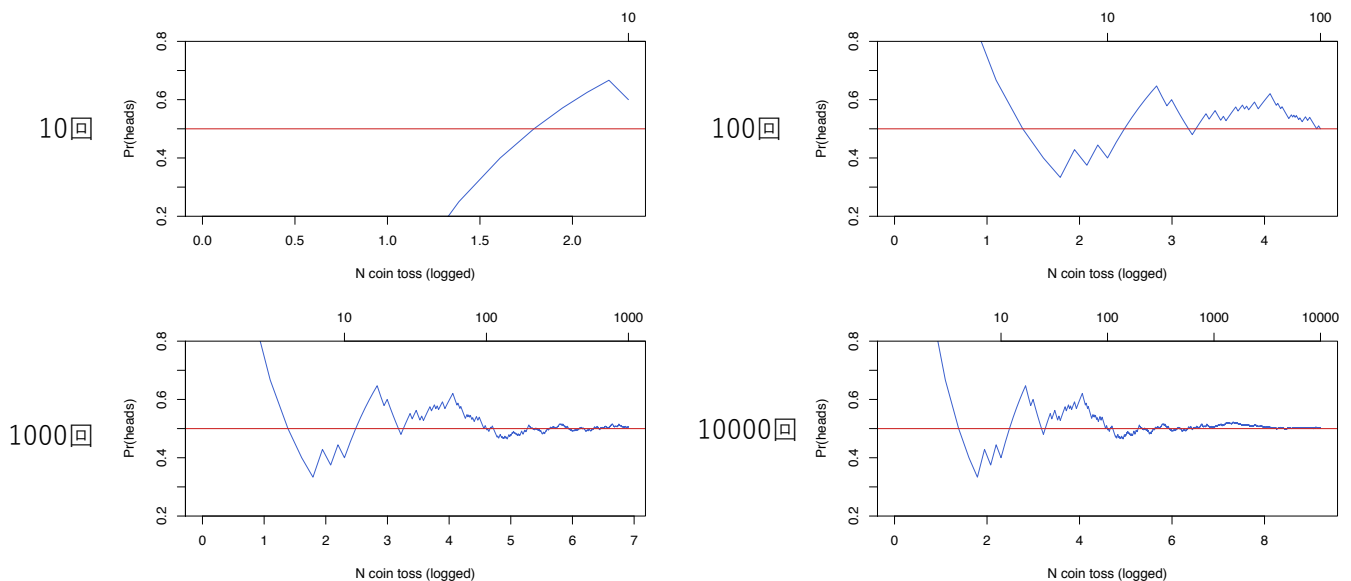 10
0.8
0.6
0.4
0.2
Pr(heads)
10回
0.0 0.5 1.0 1.5 2.0
N coin toss (logged)
10 100
0.8
0.6
0.4
0.2
Pr(heads)
100回
0 1 2 3 4
N coin toss (logged)
10 100 1000
0.8
0.6
0.4
0.2
Pr(heads)
1000回
0 1 2 3 4 5 6 7
N coin toss (logged)
10 100 1000 10000
0.8
0.6
0.4
0.2
Pr(heads)
10000回
0 2 4 6 8
N coin toss (logged)